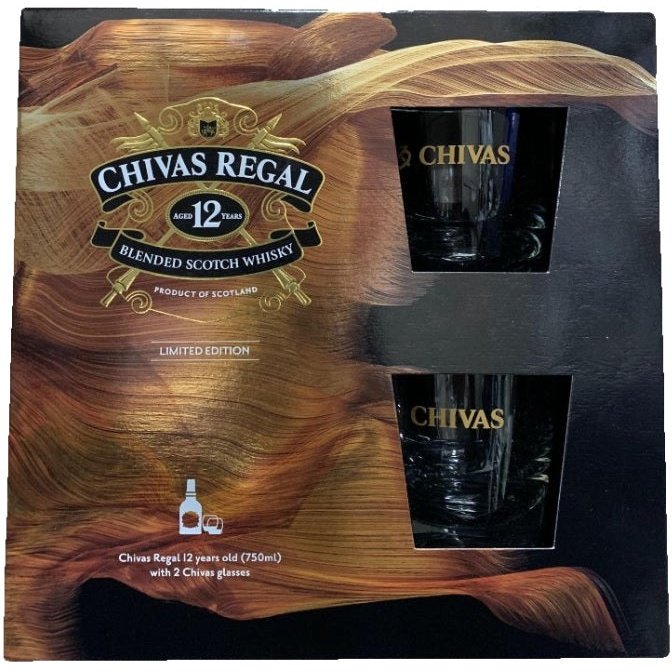 CHIVAS REGAL
AGED 12 YEARS
BLENDED SCOTCH WHISKY
PRODUCT OF SCOTLAND
LIMITED EDITION
Chivas Regal 12 years old (750ml)
with 2 Chivas glasses
CHIVAS
CHIVAS